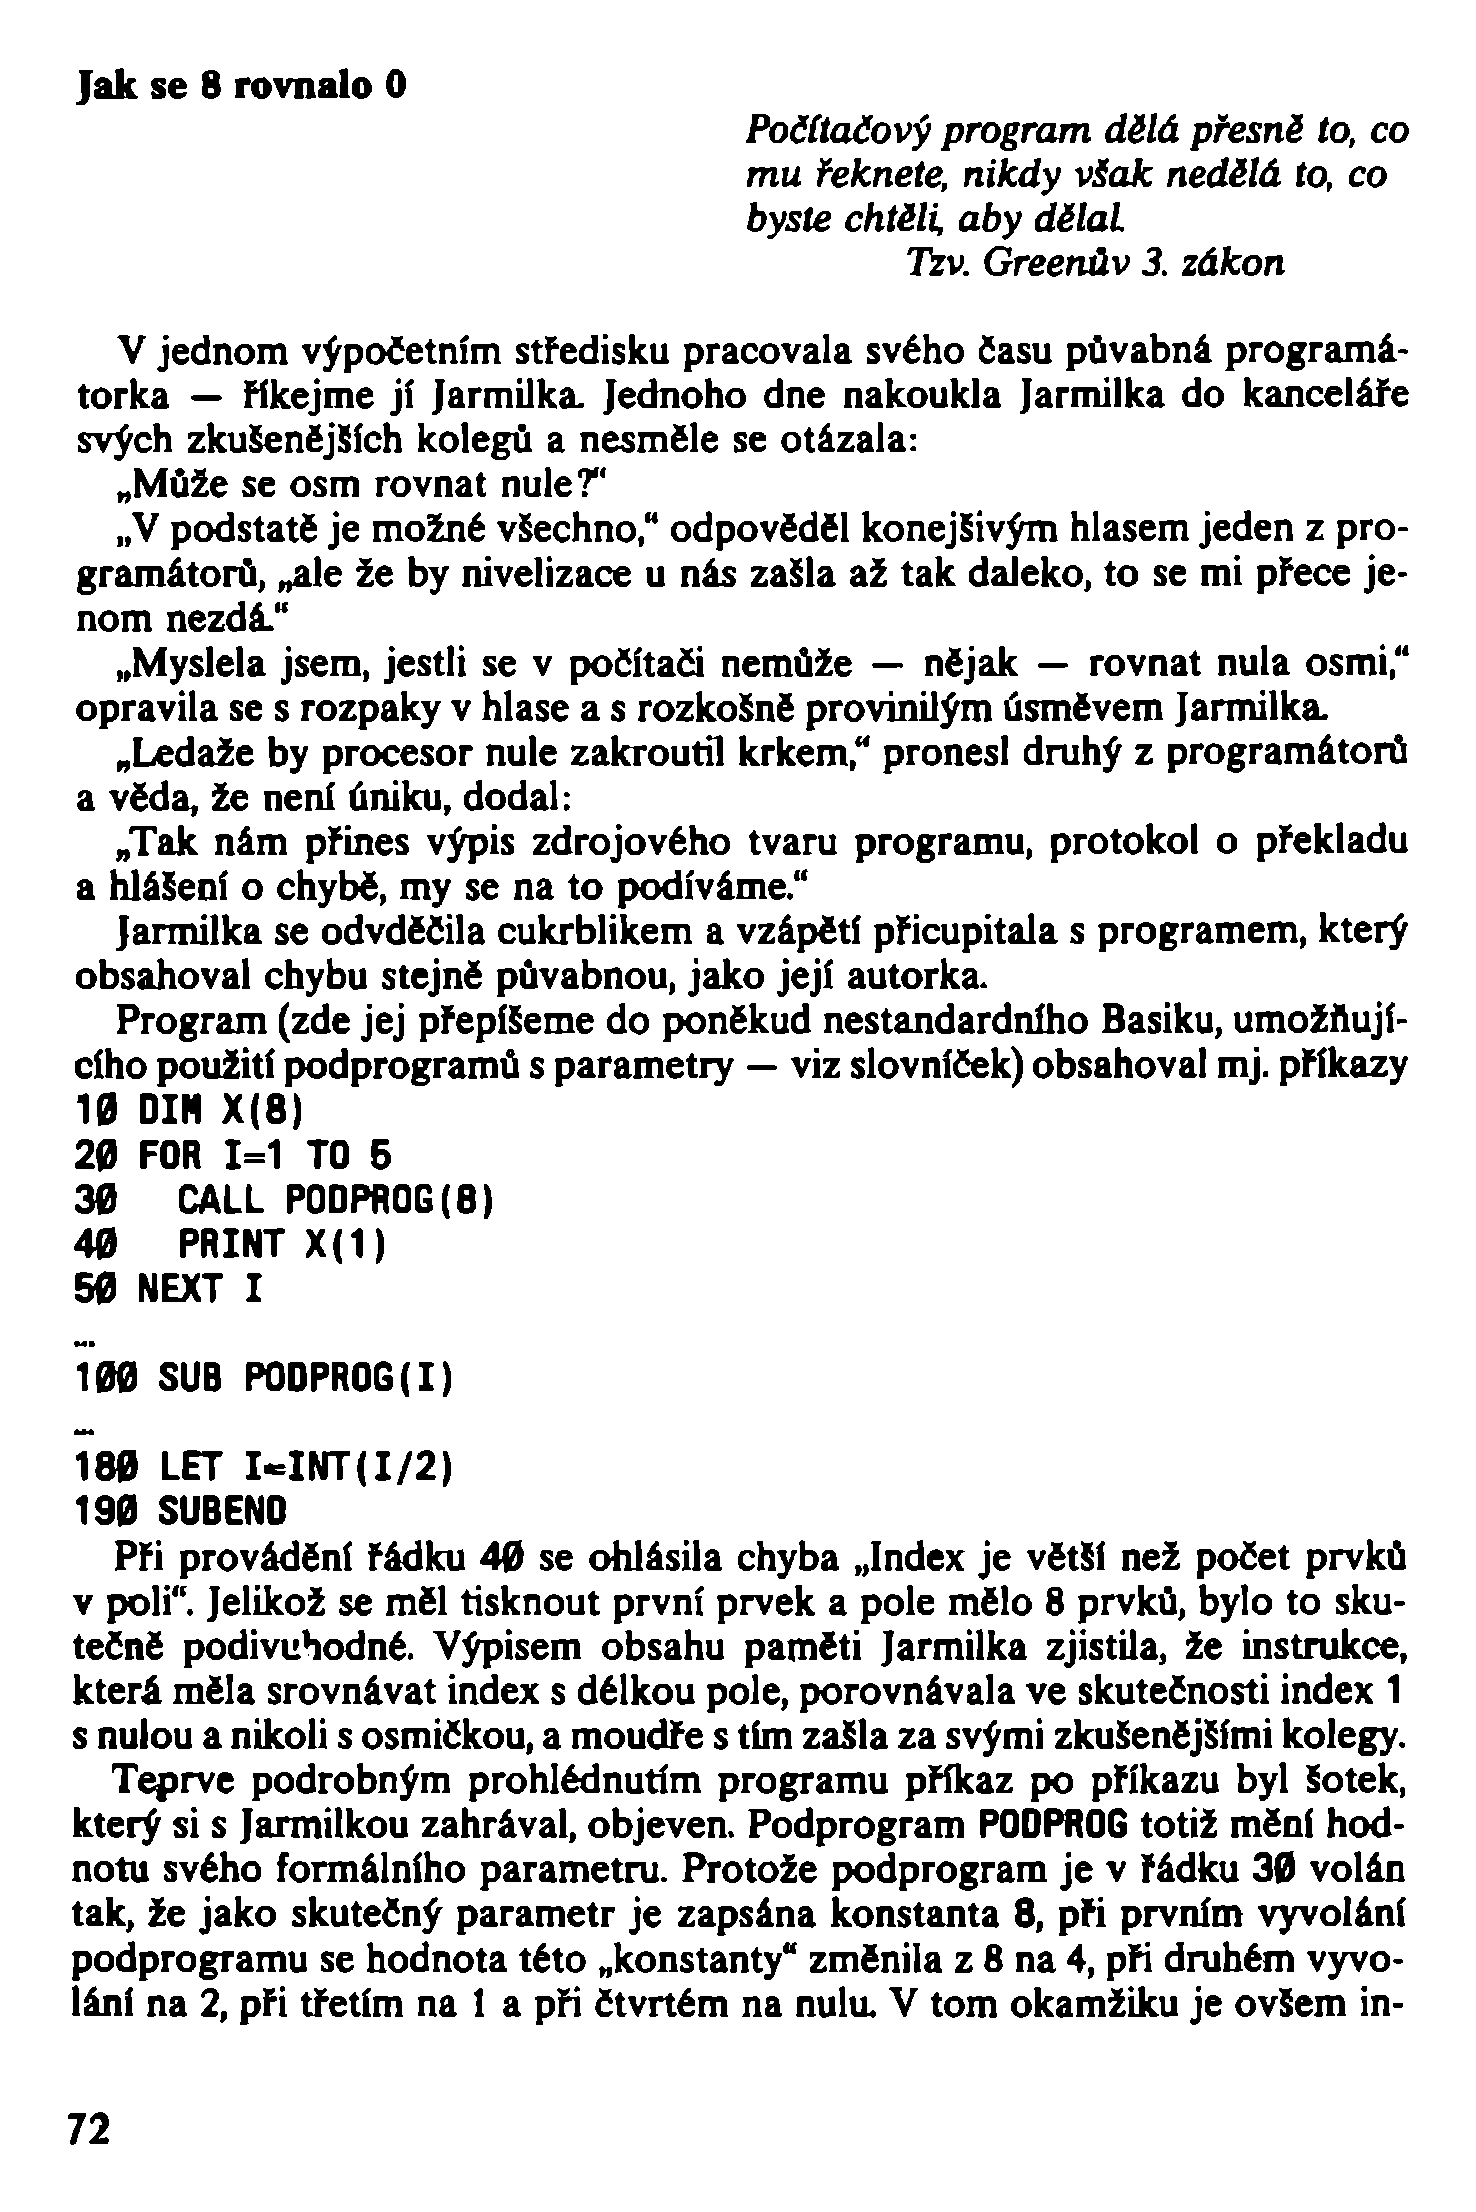 Jak se 8 rovnalo 0
Počítačový program dělá přesně to, co
mu řeknete, nikdy však nedělá to, co
byste chtěli, aby dělal.
Tzv. Greenův 3. zákon
V jednom výpočetním středisku pracovala svého času půvabná programá-
torka — říkejme jí Jarmilka. Jednoho dne nakoukla Jarmilka do kanceláře
svých zkušenějších kolegů a nesměle se otázala:
„Může se osm rovnat nule?“
„V podstatě je možné všechno,“ odpověděl konejšivým hlasem jeden z pro-
gramátorů, „ale že by nivelizace u nás zašla až tak daleko, to se mi přece je-
nom nezdá.“
„Myslela jsem, jestli se v počítači nemůže — nějak — rovnat nula osmi,“
opravila se s rozpaky v hlase a s rozkošně provinilým úsměvem Jarmilka.
„Ledaže by procesor nule zakroutil krkem,“ pronesl druhý z programátorů
a věda, že není úniku, dodal:
„Tak nám přines výpis zdrojového tvaru programu, protokol o překladu
a hlášení o chybě, my se na to podíváme.“
Jarmilka se odvděčila cukrblikem a vzápětí přicupitala s programem, který
obsahoval chybu stejně půvabnou, jako její autorka.
Program (zde jej přepíšeme do poněkud nestandardního Basiku, umožňují-
cího použití podprogramů s parametry — viz slovníček) obsahoval mj. příkazy
10 DIM X(8)
20 FOR I=1 TO 5
30 CALL PODPROG(8)
40 PRINT X(1)
50 NEXT I
...
100 SUB PODPROG(I)
...
180 LET I=INT(I/2)
190 SUBEND
Při provádění řádku 40 se ohlásila chyba „Index je větší než počet prvků
v poli“. Jelikož se měl tisknout první prvek a pole mělo 8 prvků, bylo to sku-
tečně podivuhodné. Výpisem obsahu paměti Jarmilka zjistila, že instrukce,
která měla srovnávat index s délkou pole, porovnávala ve skutečnosti index 1
s nulou a nikoli s osmičkou, a moudře s tím zašla za svými zkušenějšími kolegy.
Teprve podrobným prohlédnutím programu příkaz po příkazu byl šotek,
který si s Jarmilkou zahrával, objeven. Podprogram PODPROG totiž mění hod-
notu svého formálního parametru. Protože podprogram je v řádku 30 volán
tak, že jako skutečný parametr je zapsána konstanta 8, při prvním vyvolání
podprogramu se hodnota této „konstanty“ změnila z 8 na 4, při druhém vyvo-
lání na 2, při třetím na 1 a při čtvrtém na nulu. V tom okamžiku je ovšem in-
72